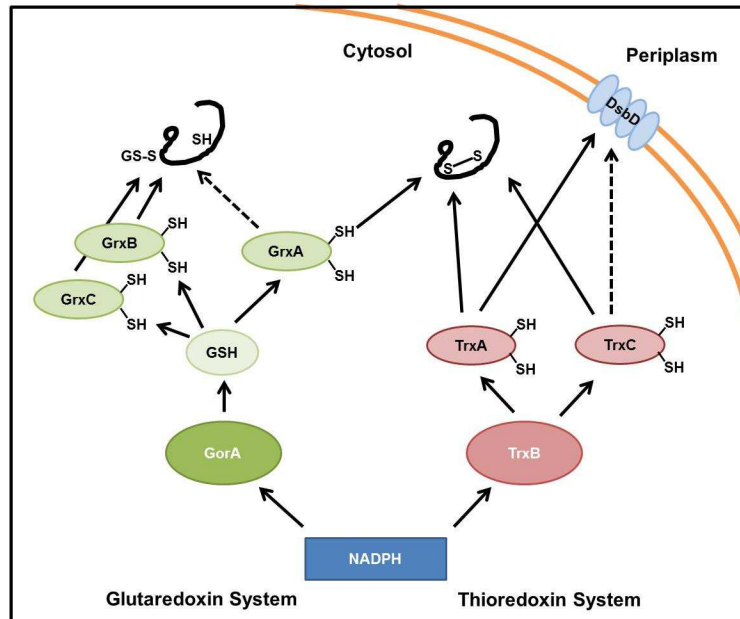 Cytosol
Periplasm
DsbD
SH
GS-S
S
S
SH
GrxB
SH
SH
GrxA
SH
SH
GrxC
SH
GSH
TrxA
SH
SH
TrxC
SH
SH
GorA
TrxB
NADPH
Glutaredoxin System
Thioredoxin System